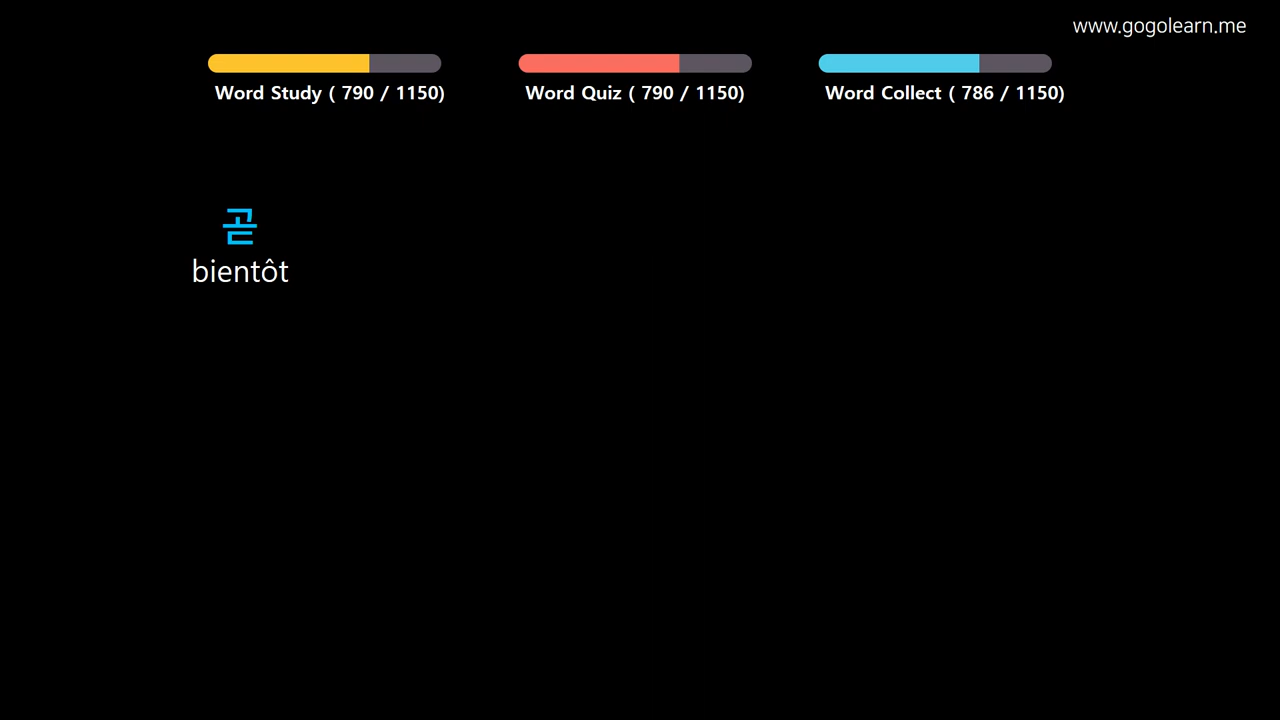 www.gogolearn.me
Word Study ( 790 / 1150)
Word Quiz ( 790 / 1150)
Word Collect ( 786 / 1150)
곧
bientôt